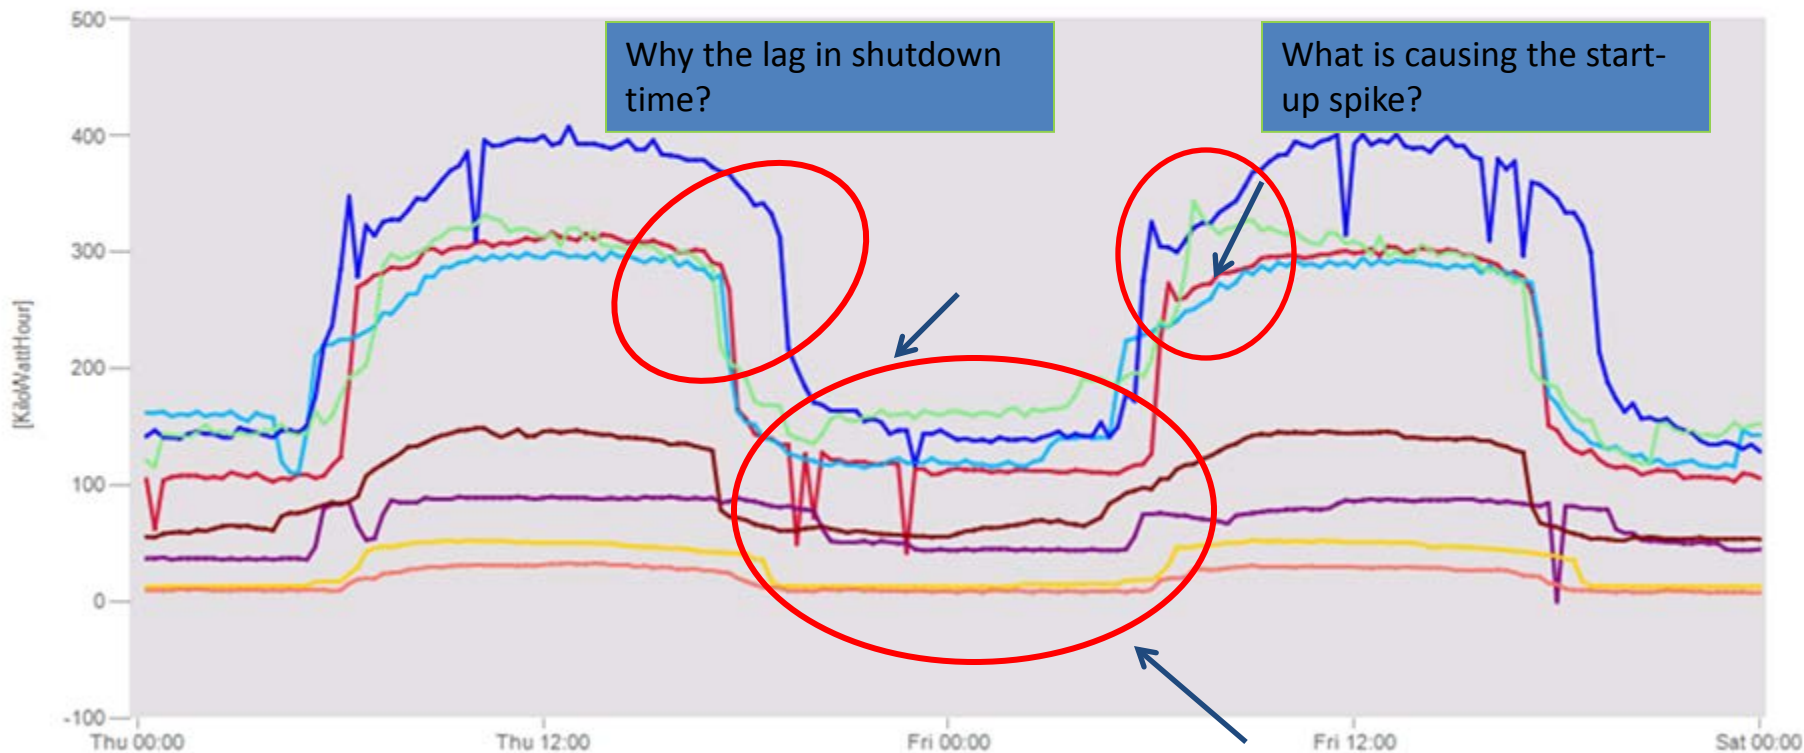 500
Why the lag in shutdown
time?
What is causing the start-
up spike?
400
300
[KiloWattHour]
200
100
0
-100
Thu 00:00
Thu 12:00
Fri 00:00
Fri 12:00
Sat 00:00